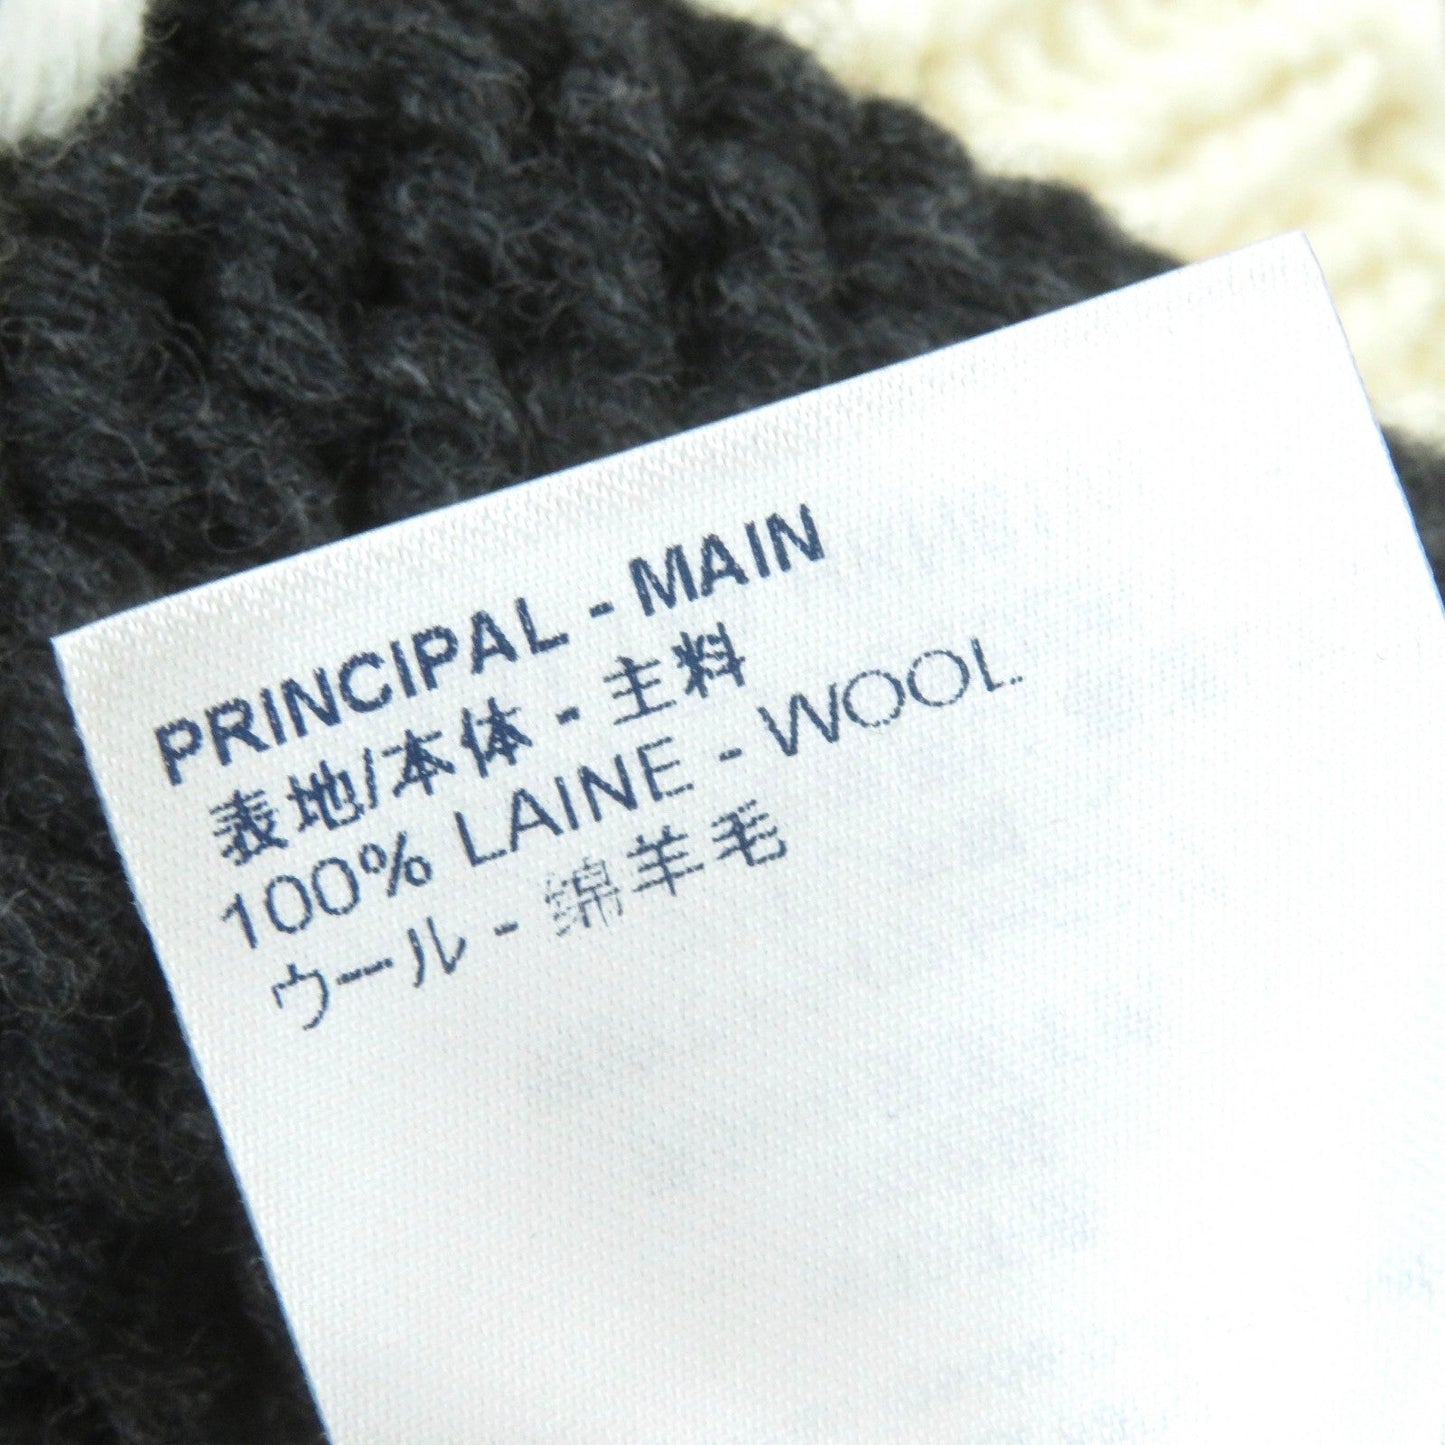 PRINCIPAL - MAIN
表地/本体 - 主料
100% LAINE - WOOL
ウール - 绵羊毛